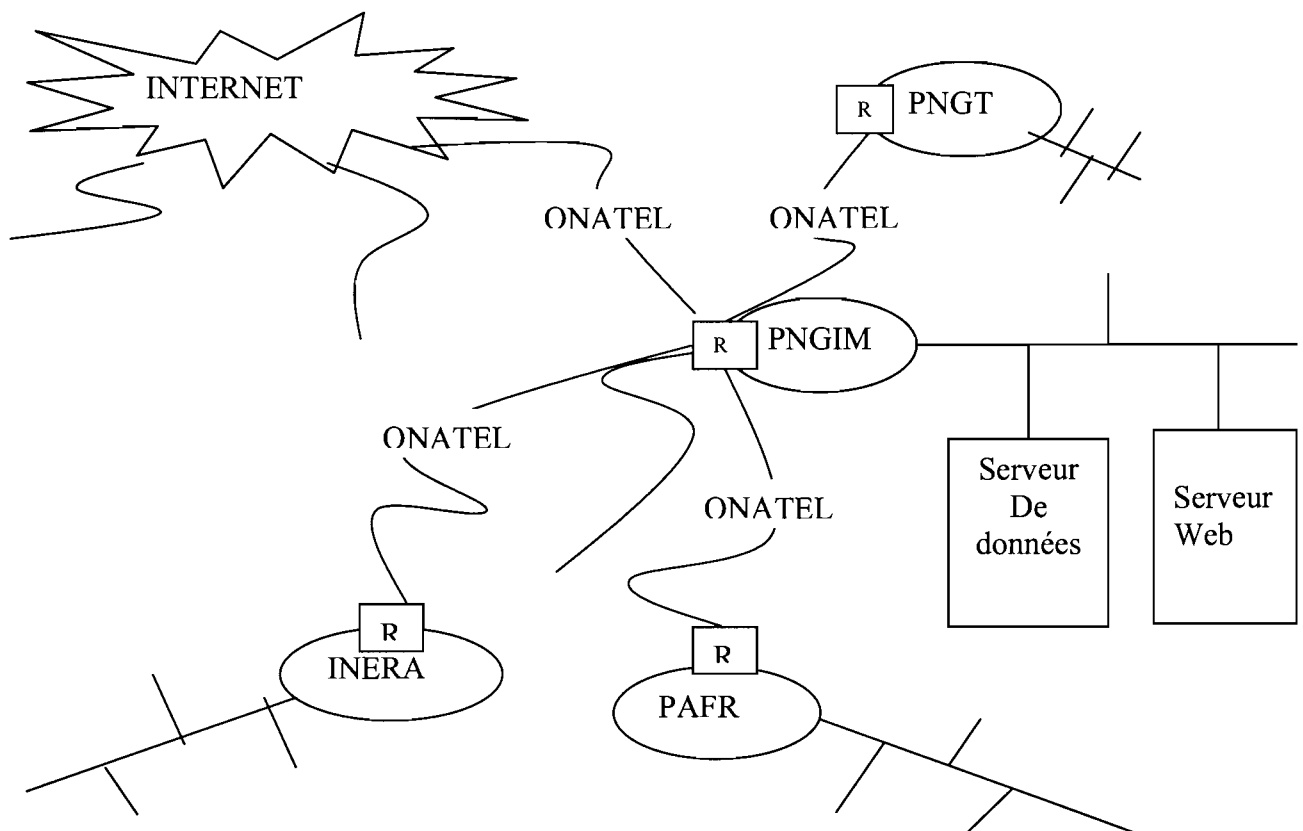 INTERNET
R
PNGT
ONATEL
ONATEL
R
PNGIM
ONATEL
Serveur
De
données
Serveur
Web
ONATEL
R
INERA
R
PAFR